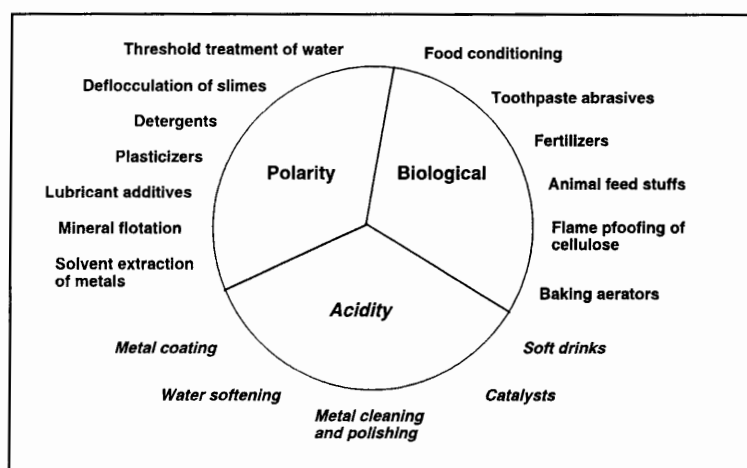 Threshold treatment of water
Deflocculation of slimes
Detergents
Plasticizers
Lubricant additives
Mineral flotation
Solvent extraction
of metals
Polarity
Biological
Acidity
Food conditioning
Toothpaste abrasives
Fertilizers
Animal feed stuffs
Flame pfoofing of
cellulose
Baking aerators
Metal coating
Water softening
Metal cleaning
and polishing
Catalysts
Soft drinks